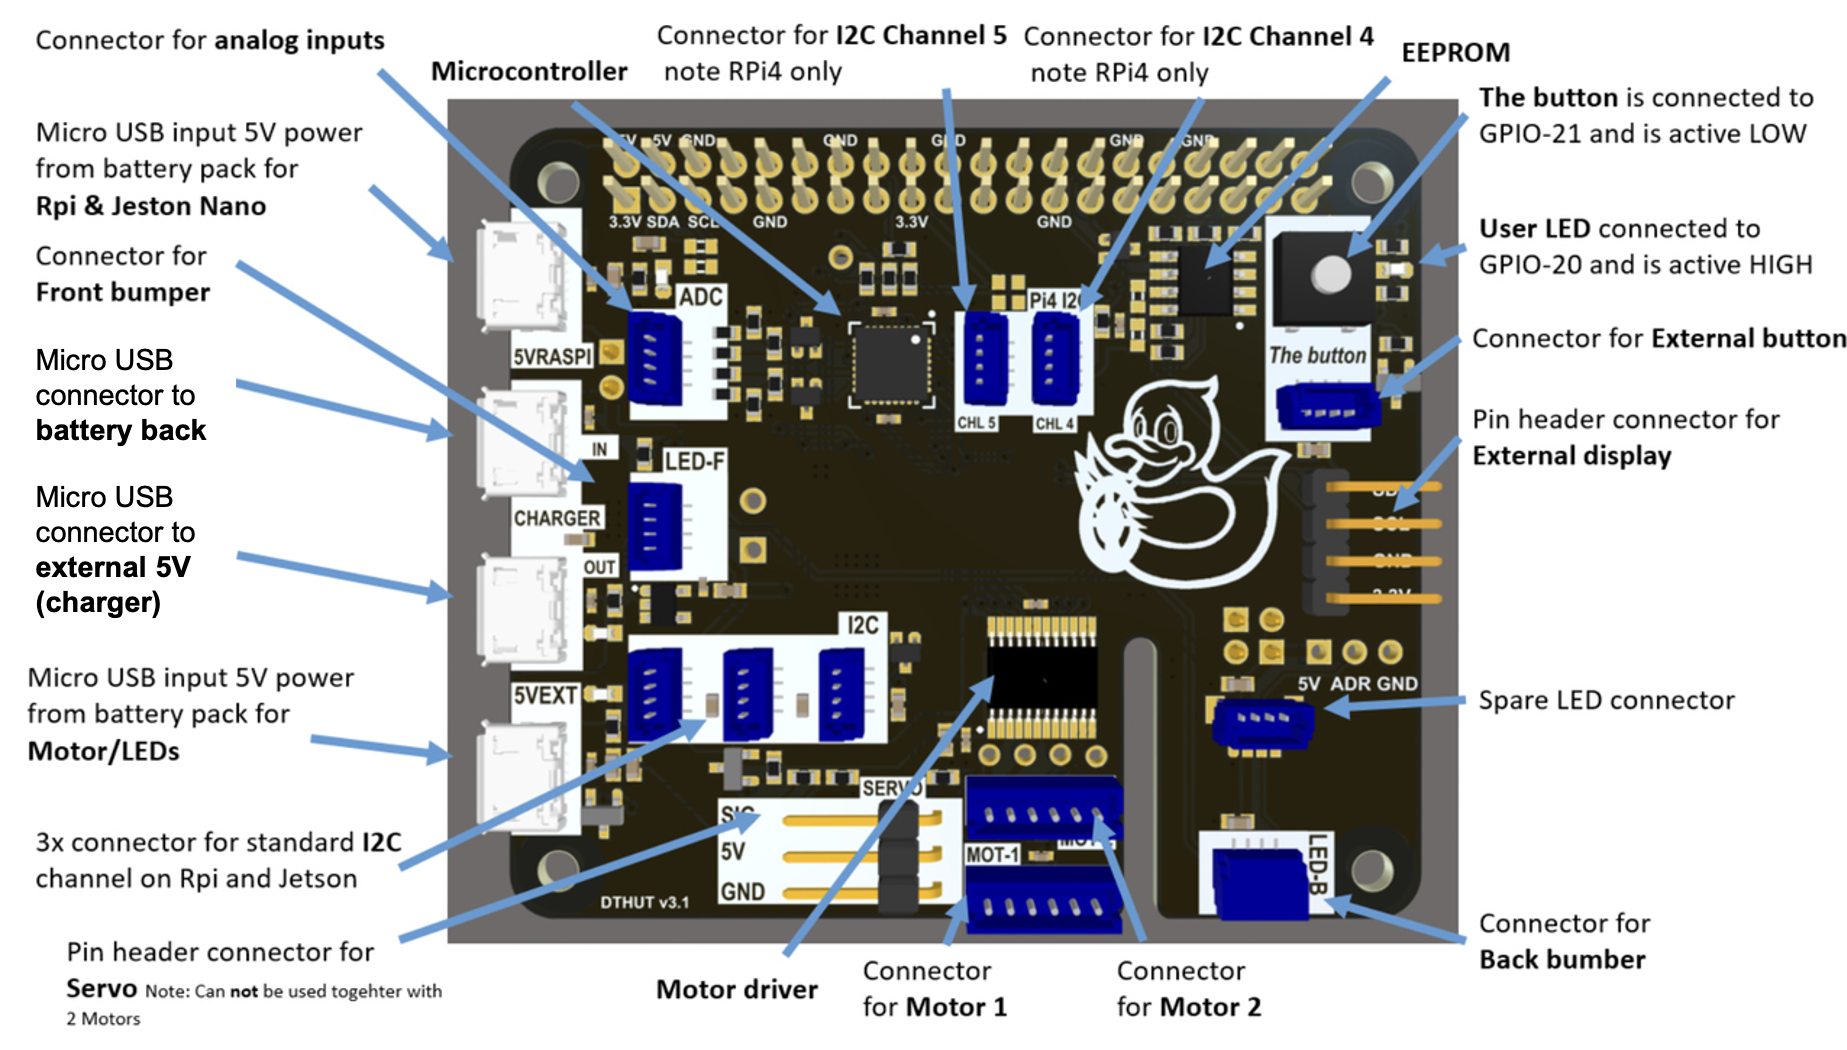 Connector for analog inputs
Microcontroller
Connector for I2C Channel 5
note RPi4 only
Connector for I2C Channel 4
note RPi4 only
EEPROM
The button is connected to
GPIO-21 and is active LOW
Micro USB input 5V power
from battery pack for
Rpi & Jeston Nano
User LED connected to
GPIO-20 and is active HIGH
Connector for
Front bumper
Connector for External button
Micro USB
connector to
battery back
Pin header connector for
External display
Micro USB
connector to
external 5V
(charger)
Micro USB input 5V power
from battery pack for
Motor/LEDs
Spare LED connector
3x connector for standard I2C
channel on Rpi and Jetson
Pin header connector for
Servo Note: Can not be used togehter with
2 Motors
Motor driver
Connector
for Motor 1
Connector
for Motor 2
Connector for
Back bumber
5V 5V GND GND GND GND GND
3.3V SDA SCL GND 3.3V GND
ADC
5VRASPI
Pi4 I2C
CHL 5
CHL 4
The button
IN
LED-F
CHARGER
OUT
I2C
5VEXT
SCL
GND
3.3V
5V ADR GND
SERVO
SIG
5V
GND
MOT-1
LED-B
DTHUT v3.1